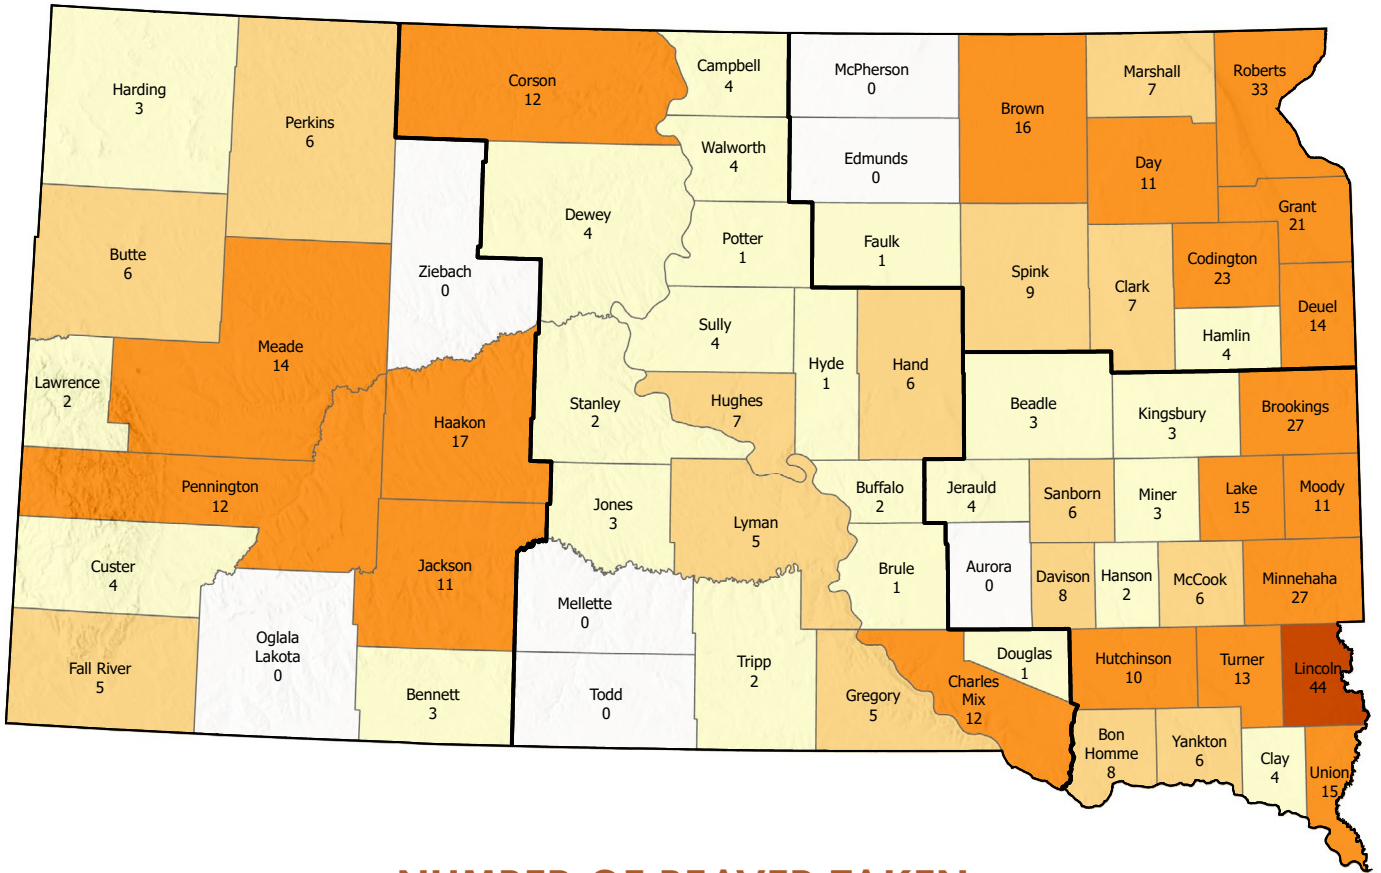 Harding
3
Perkins
6
Corson
12
Campbell
4
McPherson
0
Brown
16
Marshall
7
Roberts
33
Walworth
4
Edmunds
0
Day
11
Grant
21
Butte
6
Ziebach
0
Dewey
4
Potter
1
Faulk
1
Spink
9
Clark
7
Codington
23
Deuel
14
Hamlin
4
Meade
14
Sully
4
Hyde
1
Hand
6
Lawrence
2
Haakon
17
Stanley
2
Hughes
7
Beadle
3
Kingsbury
3
Brookings
27
Pennington
12
Jones
3
Lyman
5
Buffalo
2
Jerauld
4
Sanborn
6
Miner
3
Lake
15
Moody
11
Custer
4
Jackson
11
Mellette
0
Brule
1
Aurora
0
Davison
8
Hanson
2
McCook
6
Minnehaha
27
Fall River
5
Oglala
Lakota
0
Bennett
3
Todd
0
Tripp
2
Gregory
5
Charles
Mix
12
Douglas
1
Hutchinson
10
Turner
13
Lincoln
44
Bon
Homme
8
Yankton
6
Clay
4
Union
15
NUMBER OF BEAVER TAKEN